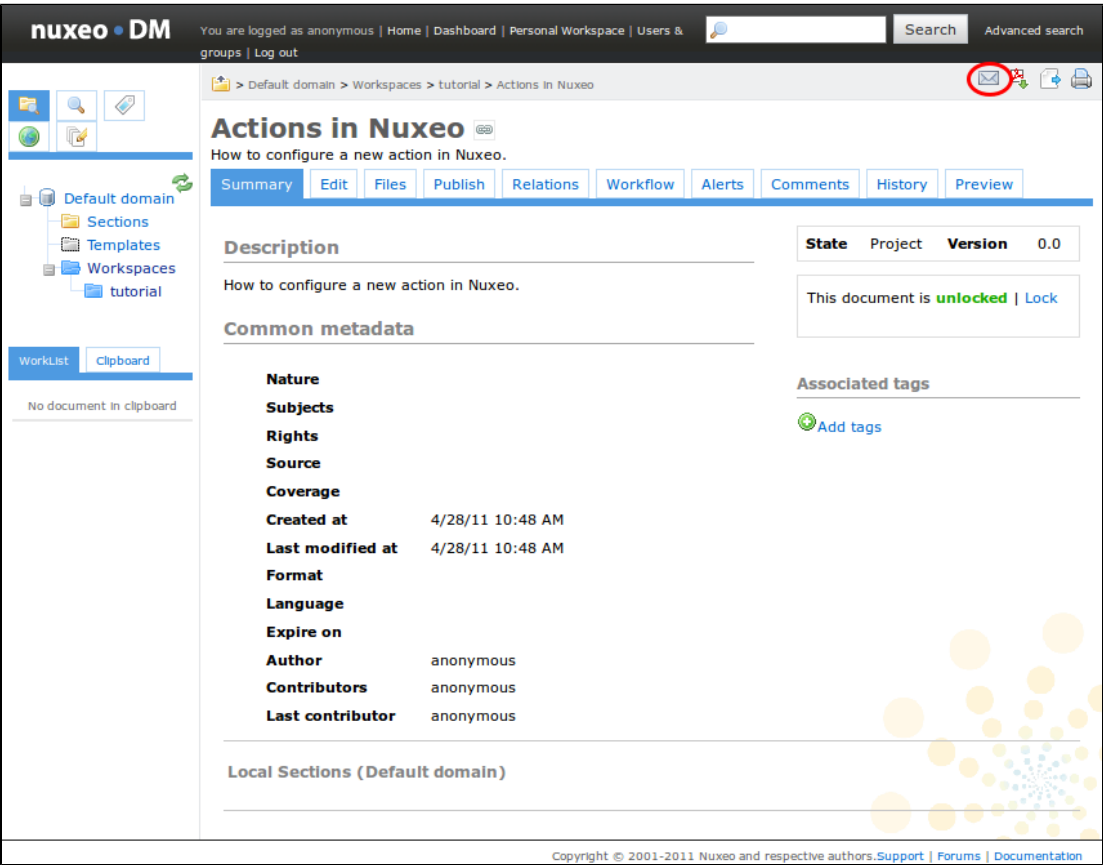 nuxeo • DM
You are logged as anonymous | Home | Dashboard | Personal Workspace | Users &
groups | Log out
Search
Advanced search
> Default domain > Workspaces > tutorial > Actions in Nuxeo
Default domain
Sections
Templates
Workspaces
tutorial
WorkList
Clipboard
No document in clipboard
Actions in Nuxeo
How to configure a new action in Nuxeo.
Summary Edit Files Publish Relations Workflow Alerts Comments History Preview
Description
How to configure a new action in Nuxeo.
Common metadata
Nature
Subjects
Rights
Source
Coverage
Created at 4/28/11 10:48 AM
Last modified at 4/28/11 10:48 AM
Format
Language
Expire on
Author anonymous
Contributors anonymous
Last contributor anonymous
Local Sections (Default domain)
State Project Version 0.0
This document is unlocked | Lock
Associated tags
Add tags
Copyright © 2001-2011 Nuxeo and respective authors.Support | Forums | Documentation